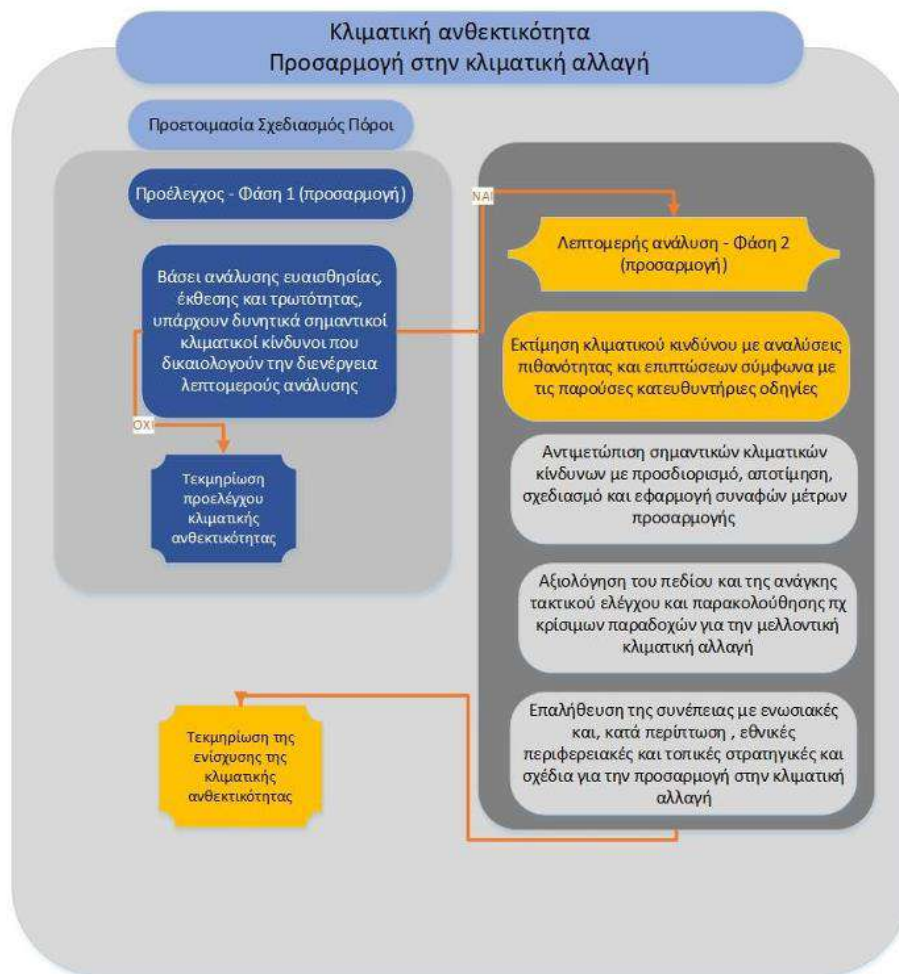 Κλιματική ανθεκτικότητα
Προσαρμογή στην κλιματική αλλαγή
Προετοιμασία Σχεδιασμός Πόροι
Προέλεγχος - Φάση 1 (προσαρμογή)
Βάσει ανάλυσης ευαισθησίας,
έκθεσης και τρωτότητας,
υπάρχουν δυνητικά σημαντικοί
κλιματικοί κίνδυνοι που
δικαιολογούν την διενέργεια
λεπτομερούς ανάλυσης
ΟΧΙ
Τεκμηρίωση
προελέγχου
κλιματικής
ανθεκτικότητας
ΝΑΙ
Λεπτομερής ανάλυση - Φάση 2
(προσαρμογή)
Εκτίμηση κλιματικού κινδύνου με αναλύσεις
πιθανότητας και επιπτώσεων σύμφωνα με
τις παρούσες κατευθυντήριες οδηγίες
Αντιμετώπιση σημαντικών κλιματικών
κίνδυνων με προσδιορισμό, αποτίμηση,
σχεδιασμό και εφαρμογή συναφών μέτρων
προσαρμογής
Αξιολόγηση του πεδίου και της ανάγκης
τακτικού ελέγχου και παρακολούθησης πχ
κρίσιμων παραδοχών για την μελλοντική
κλιματική αλλαγή
Επαλήθευση της συνέπειας με ενωσιακές
και, κατά περίπτωση , εθνικές
περιφερειακές και τοπικές στρατηγικές και
σχέδια για την προσαρμογή στην κλιματική
αλλαγή
Τεκμηρίωση της
ενίσχυσης της
κλιματικής
ανθεκτικότητας